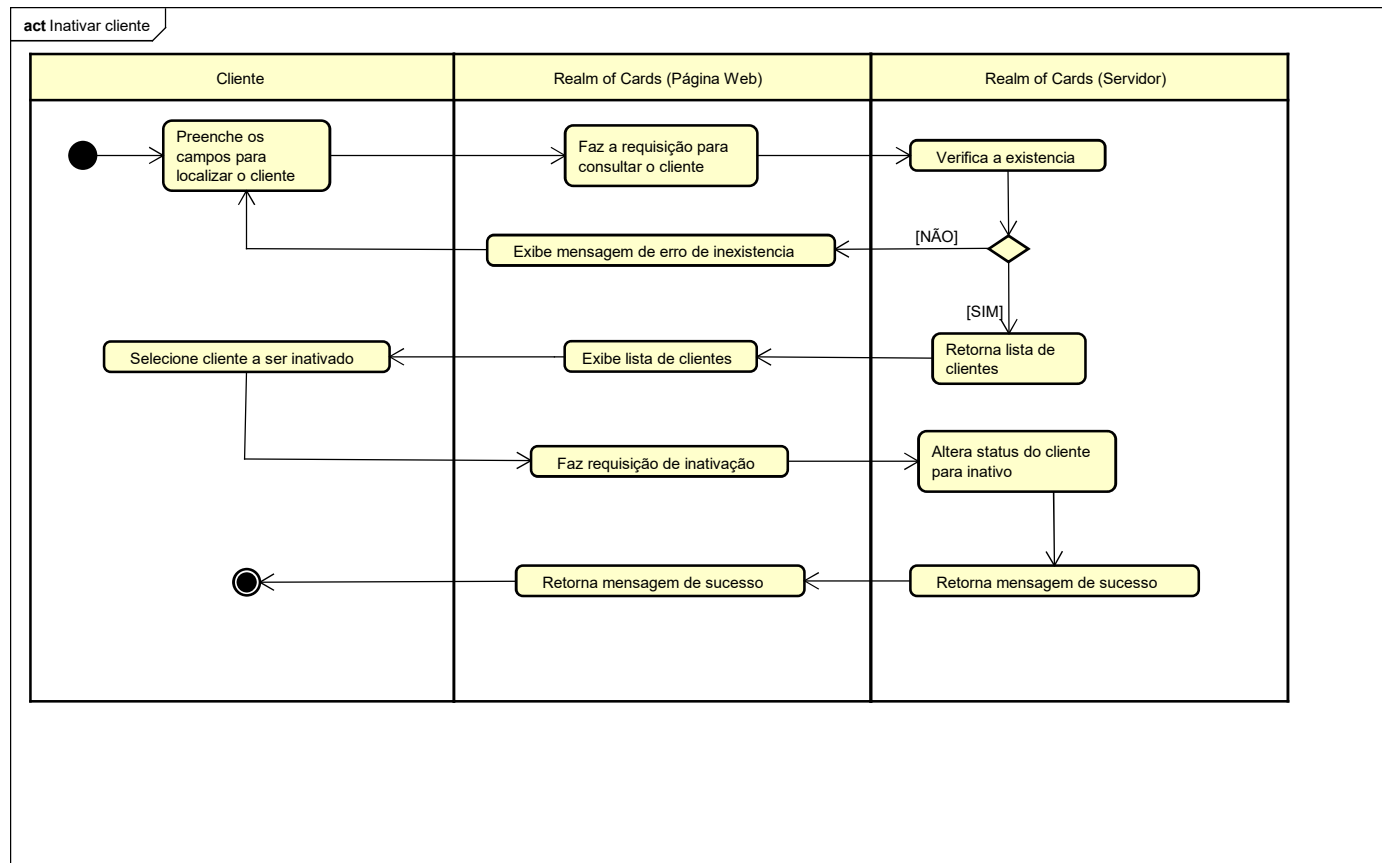 act Inativar cliente
Cliente
Realm of Cards (Página Web)
Realm of Cards (Servidor)
Preenche os
campos para
localizar o cliente
Faz a requisição para
consultar o cliente
Verifica a existencia
[NÃO]
Exibe mensagem de erro de inexistencia
[SIM]
Retorna lista de
clientes
Exibe lista de clientes
Selecione cliente a ser inativado
Faz requisição de inativação
Altera status do cliente
para inativo
Retorna mensagem de sucesso
Retorna mensagem de sucesso